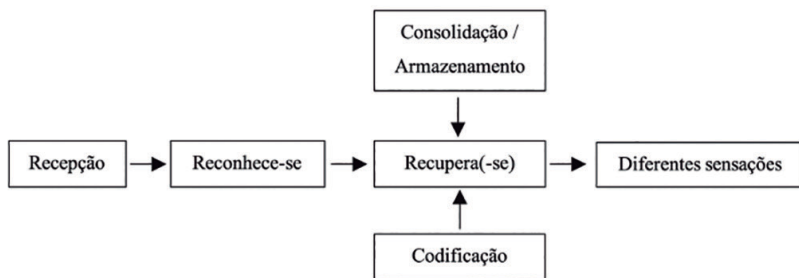 Consolidação /
Armazenamento
Recepção
Reconhece-se
Recupera(-se)
Diferentes sensações
Codificação